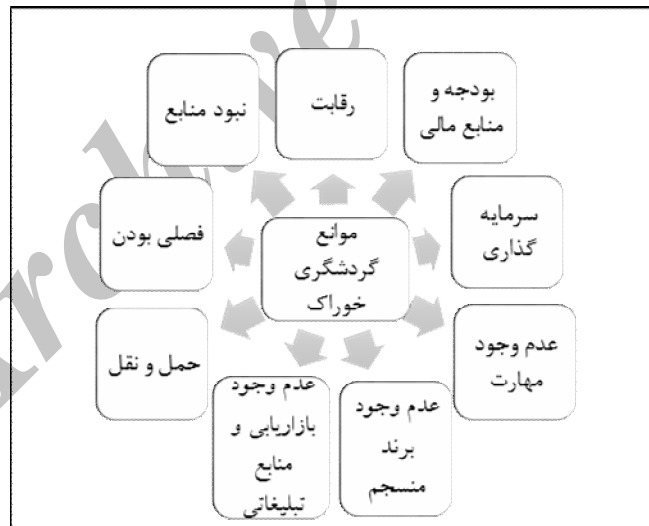 رقابت
بودجه و
منابع مالی
سرمایه
گذاری
عدم وجود
مهارت
عدم وجود
برند
منسجم
عدم وجود
بازاریابی و
منابع
تبلیغاتی
حمل و نقل
فصلی بودن
نبود منابع
موانع
گردشگری
خوراک
Archive